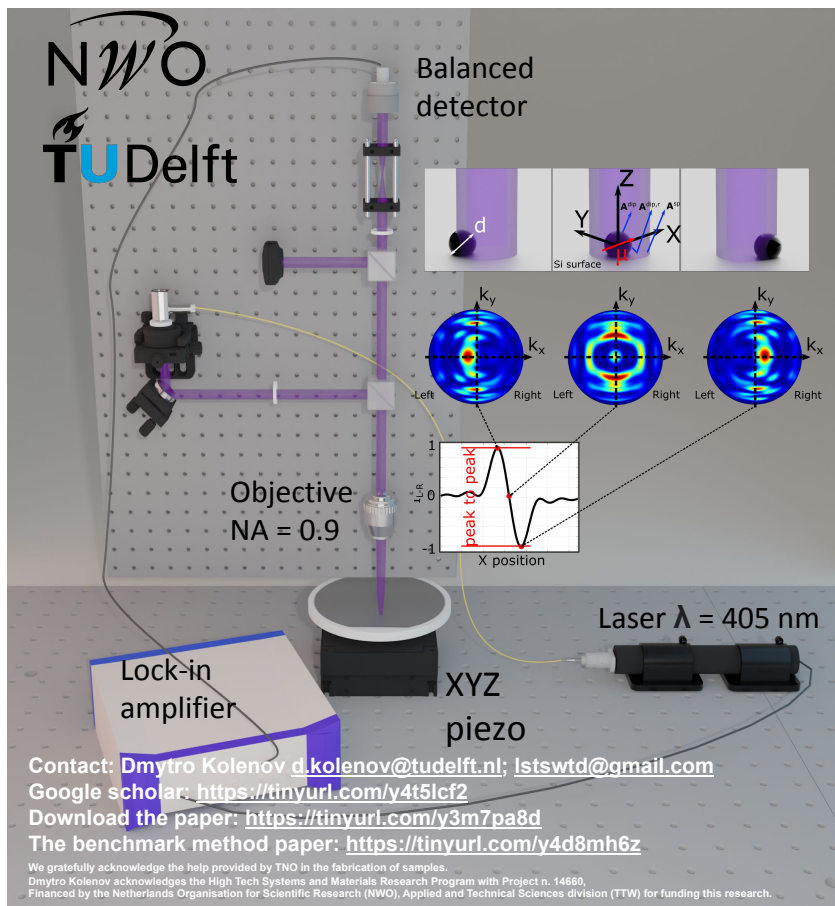 NWO
TUDelft
Balanced
detector
d
Z
Y
X
A^dip
A^dip,r
A^sp
μ
Si surface
k_y
k_x
Left
Right
k_y
k_x
Left
Right
k_y
k_x
Left
Right
1
0
-1
I_L-R
peak to peak
X position
Objective
NA = 0.9
Laser λ = 405 nm
Lock-in
amplifier
XYZ
piezo
Contact: Dmytro Kolenov d.kolenov@tudelft.nl; lstswtd@gmail.com
Google scholar: https://tinyurl.com/y4t5lcf2
Download the paper: https://tinyurl.com/y3m7pa8d
The benchmark method paper: https://tinyurl.com/y4d8mh6z
We gratefully acknowledge the help provided by TNO in the fabrication of samples.
Dmytro Kolenov acknowledges the High Tech Systems and Materials Research Program with Project n. 14660,
Financed by the Netherlands Organisation for Scientific Research (NWO), Applied and Technical Sciences division (TTW) for funding this research.